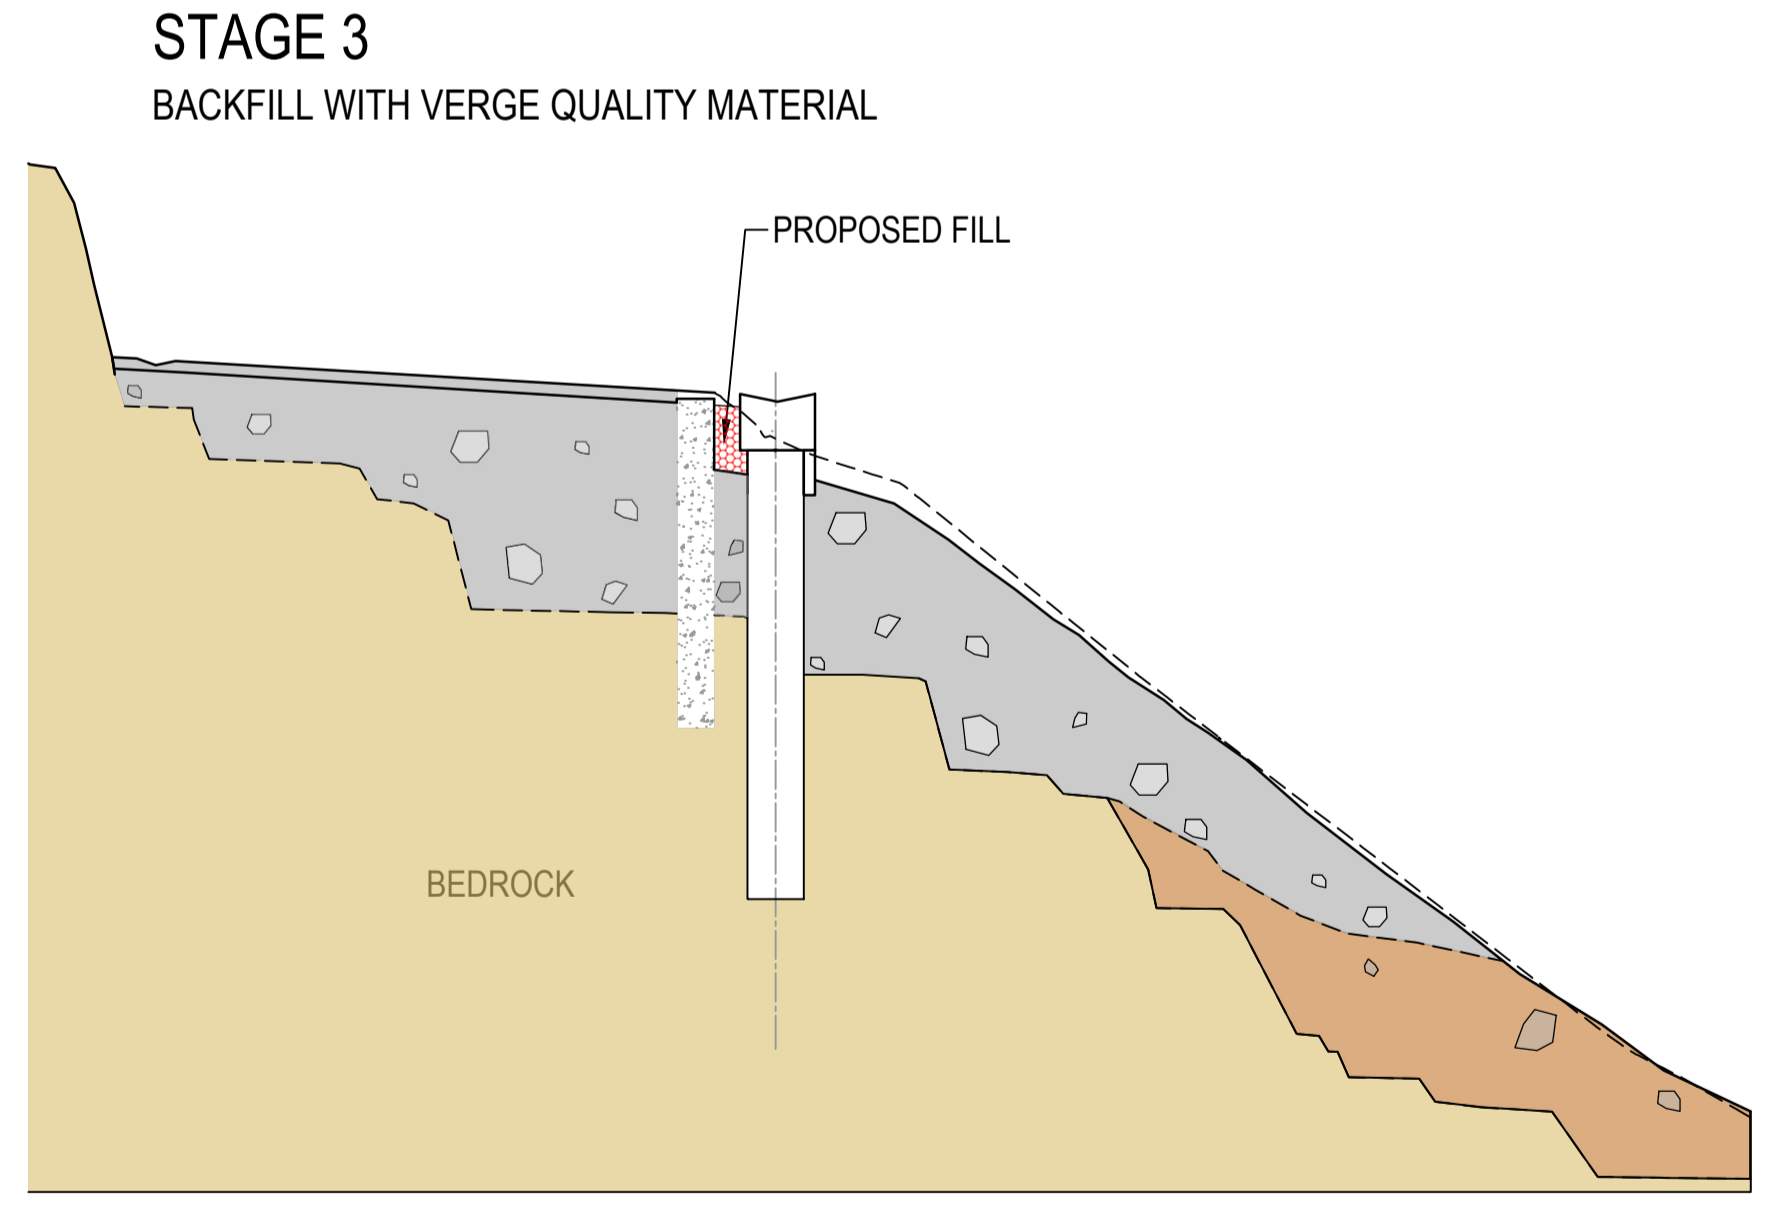 STAGE 3
BACKFILL WITH VERGE QUALITY MATERIAL
PROPOSED FILL
BEDROCK